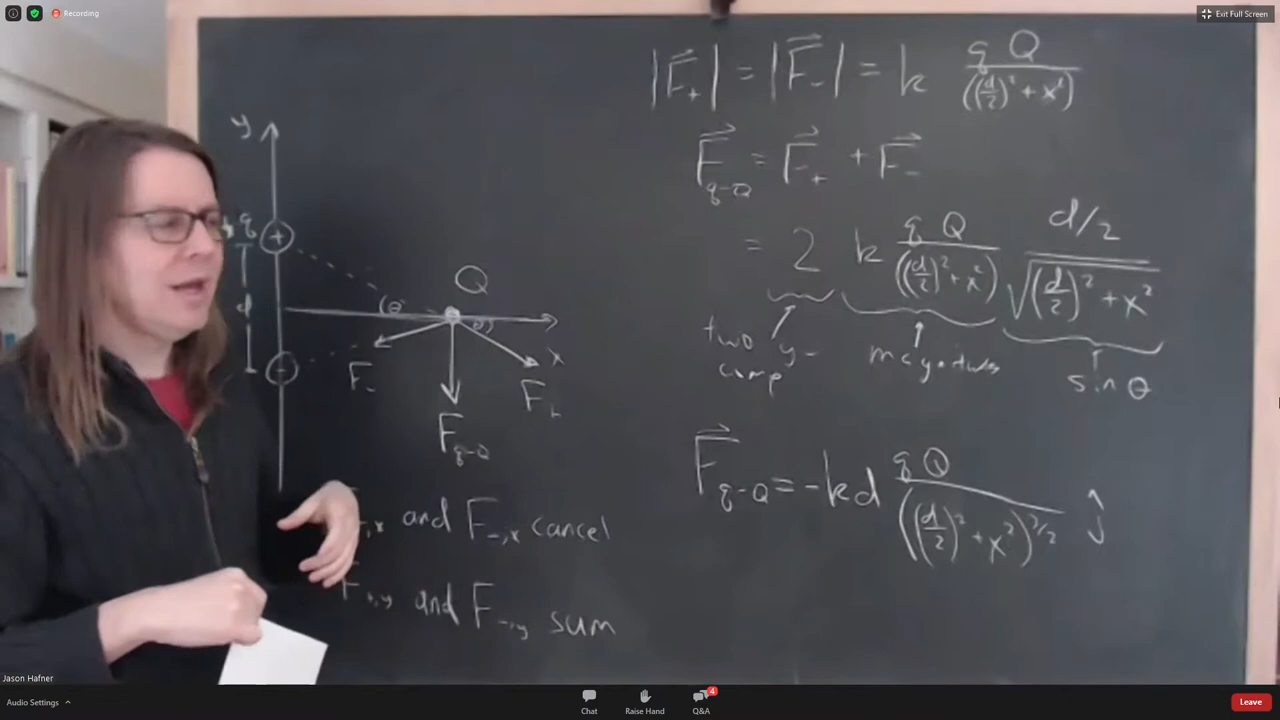 Recording
Exit Full Screen
|F⃗₊| = |F⃗₋| = k qQ/((d/2)² + x²)
F⃗q-Q = F⃗₊ + F⃗₋
= 2 k qQ/((d/2)² + x²) d/2/√((d/2)² + x²)
two y-comp
magnitudes
sin θ
F⃗q-Q = -kd qQ/((d/2)² + x²)^3/2 ĵ
y
q
+
d
-
θ
Q
θ
x
F₋
F₊
Fq-Q
,x and F₋,x cancel
F₊,y and F₋,y sum
Jason Hafner
Audio Settings
Chat
Raise Hand
4
Q&A
Leave